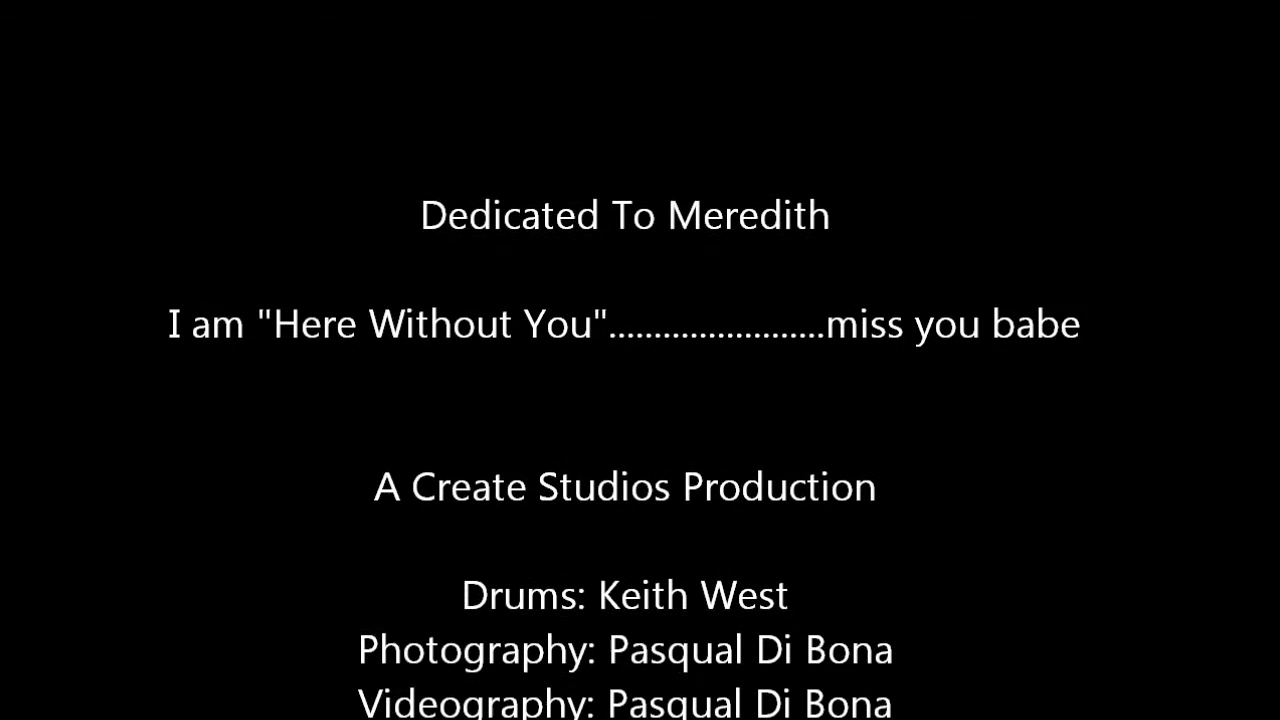 Dedicated To Meredith
I am "Here Without You"........................miss you babe
A Create Studios Production
Drums: Keith West
Photography: Pasqual Di Bona
Videography: Pasqual Di Bona